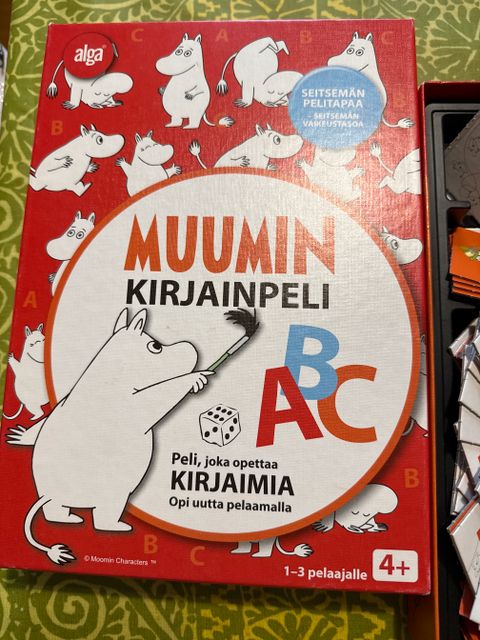 alga
SEITSEMÄN
PELITAPAA
– SEITSEMÄN
VAIKEUSTASOA
MUUMIN
KIRJAINPELI
ABC
Peli, joka opettaa
KIRJAIMIA
Opi uutta pelaamalla
© Moomin Characters ™
1–3 pelaajalle
4+